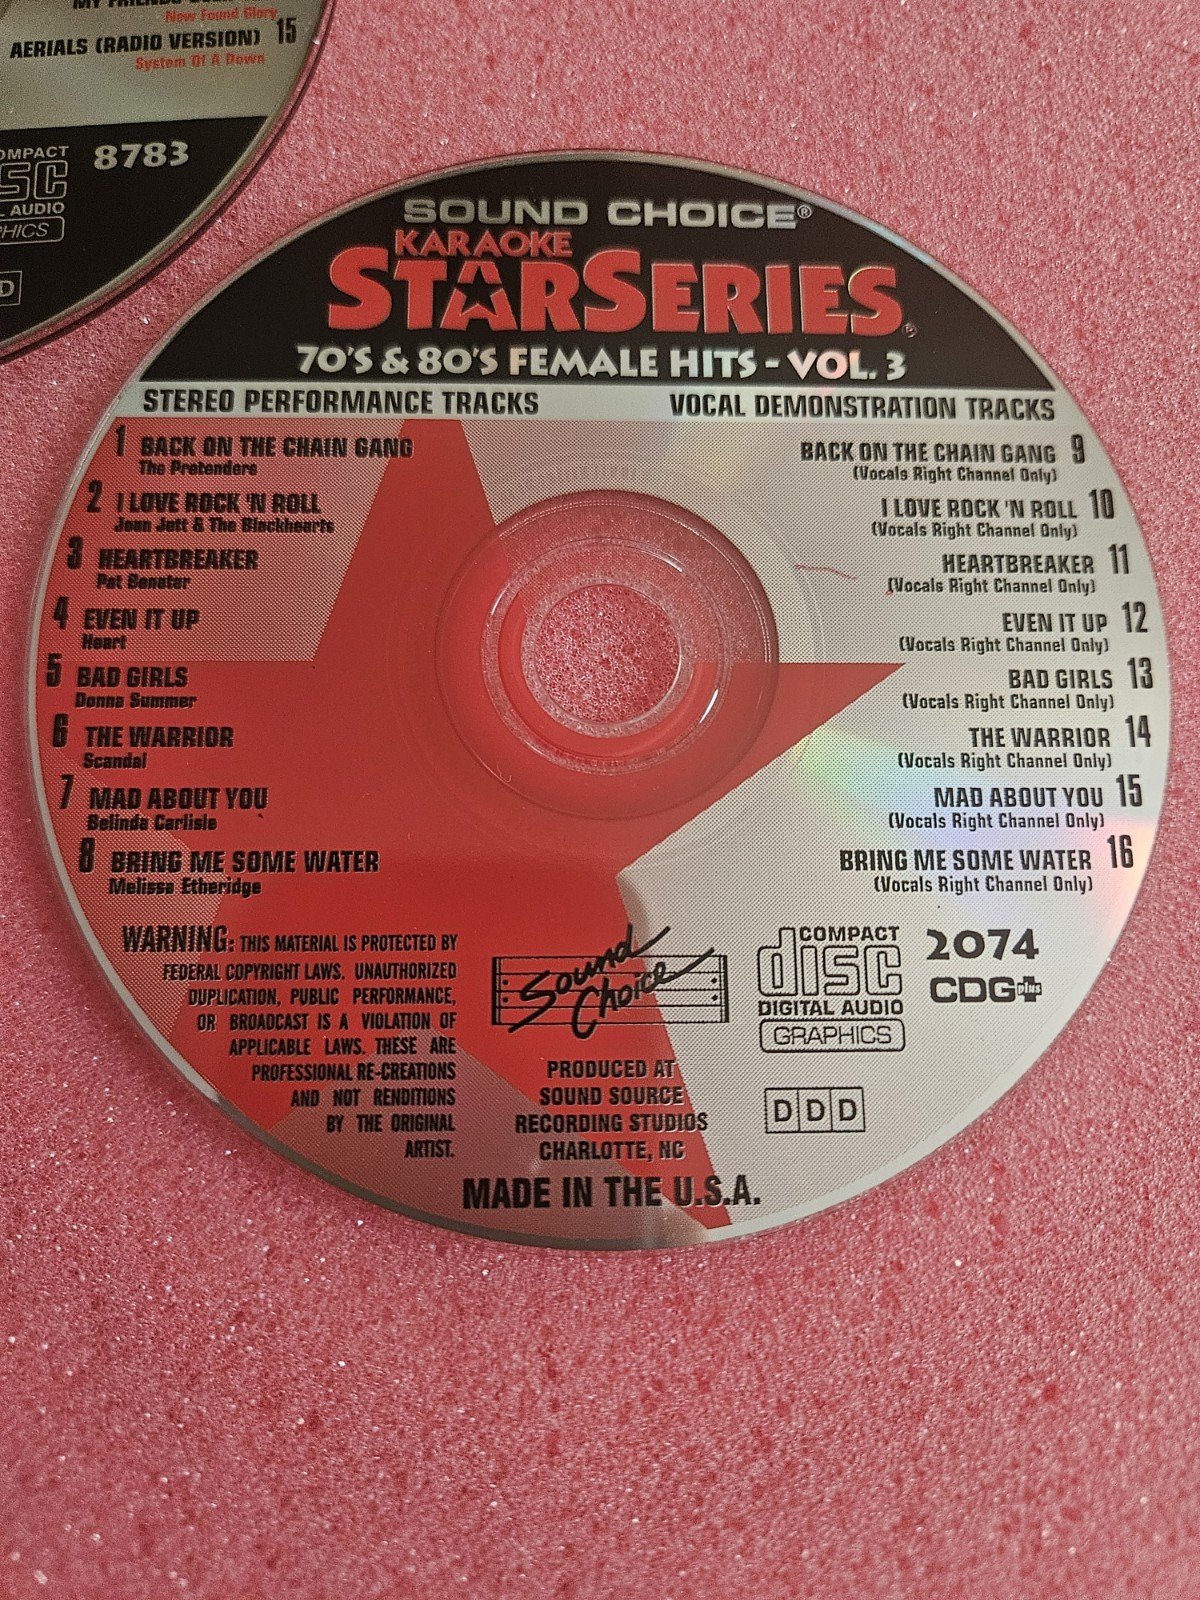 New Found Glory
AERIALS (RADIO VERSION) 15
System Of A Down
8783
AUDIO
SOUND CHOICE®
KARAOKE
STARSERIES®
70'S & 80'S FEMALE HITS - VOL. 3
STEREO PERFORMANCE TRACKS
1 BACK ON THE CHAIN GANG
The Pretenders
2 I LOVE ROCK 'N ROLL
Joan Jett & The Blackhearts
3 HEARTBREAKER
Pat Benatar
4 EVEN IT UP
Heart
5 BAD GIRLS
Donna Summer
6 THE WARRIOR
Scandal
7 MAD ABOUT YOU
Belinda Carlisle
8 BRING ME SOME WATER
Melissa Etheridge
VOCAL DEMONSTRATION TRACKS
BACK ON THE CHAIN GANG 9
(Vocals Right Channel Only)
I LOVE ROCK 'N ROLL 10
(Vocals Right Channel Only)
HEARTBREAKER 11
(Vocals Right Channel Only)
EVEN IT UP 12
(Vocals Right Channel Only)
BAD GIRLS 13
(Vocals Right Channel Only)
THE WARRIOR 14
(Vocals Right Channel Only)
MAD ABOUT YOU 15
(Vocals Right Channel Only)
BRING ME SOME WATER 16
(Vocals Right Channel Only)
WARNING: THIS MATERIAL IS PROTECTED BY
FEDERAL COPYRIGHT LAWS. UNAUTHORIZED
DUPLICATION, PUBLIC PERFORMANCE,
OR BROADCAST IS A VIOLATION OF
APPLICABLE LAWS. THESE ARE
PROFESSIONAL RE-CREATIONS
AND NOT RENDITIONS
BY THE ORIGINAL
ARTIST.
Sound
Choice
PRODUCED AT
SOUND SOURCE
RECORDING STUDIOS
CHARLOTTE, NC
COMPACT
disc
DIGITAL AUDIO
GRAPHICS
2074
CDG plus
DDD
MADE IN THE U.S.A.